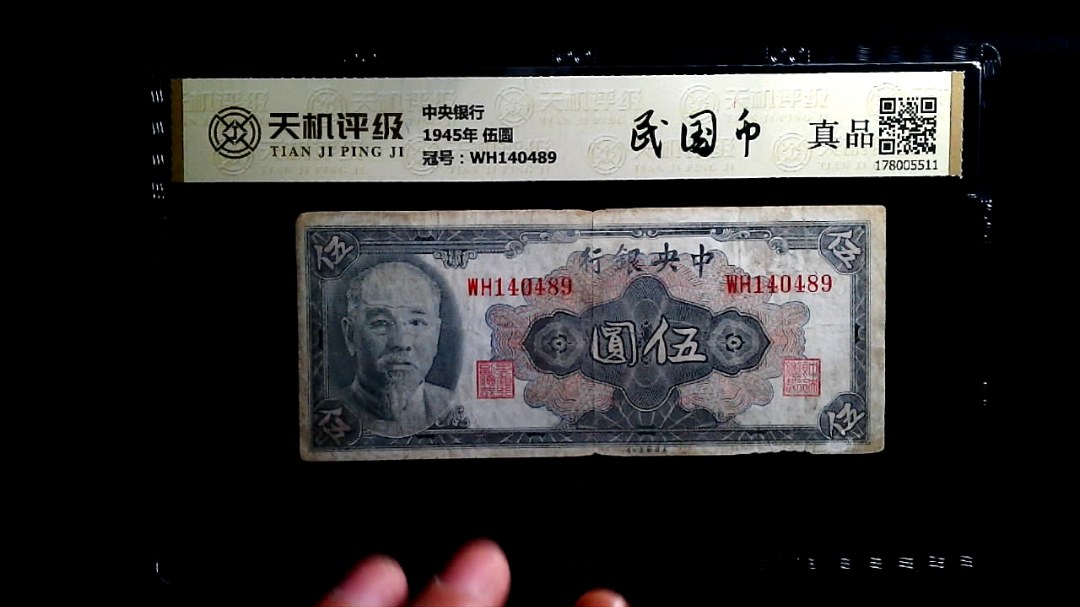 天机评级
TIAN JI PING JI
中央银行
1945年 伍圆
冠号：WH140489
民国币
真品
178005511
伍
伍
行銀央中
WH140489
WH140489
圓伍
伍
伍